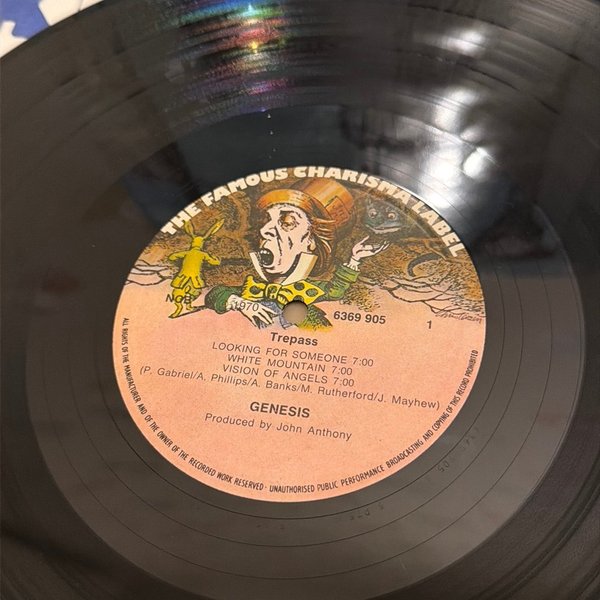 THE FAMOUS CHARISMA LABEL
NCB
1970
6369 905
1
Trepass
LOOKING FOR SOMEONE 7:00
WHITE MOUNTAIN 7:00
VISION OF ANGELS 7:00
(P. Gabriel/A. Phillips/A. Banks/M. Rutherford/J. Mayhew)
GENESIS
Produced by John Anthony
ALL RIGHTS OF THE MANUFACTURER AND OF THE OWNER OF THE RECORDED WORK RESERVED · UNAUTHORISED PUBLIC PERFORMANCE BROADCASTING AND COPYING OF THIS RECORD PROHIBITED